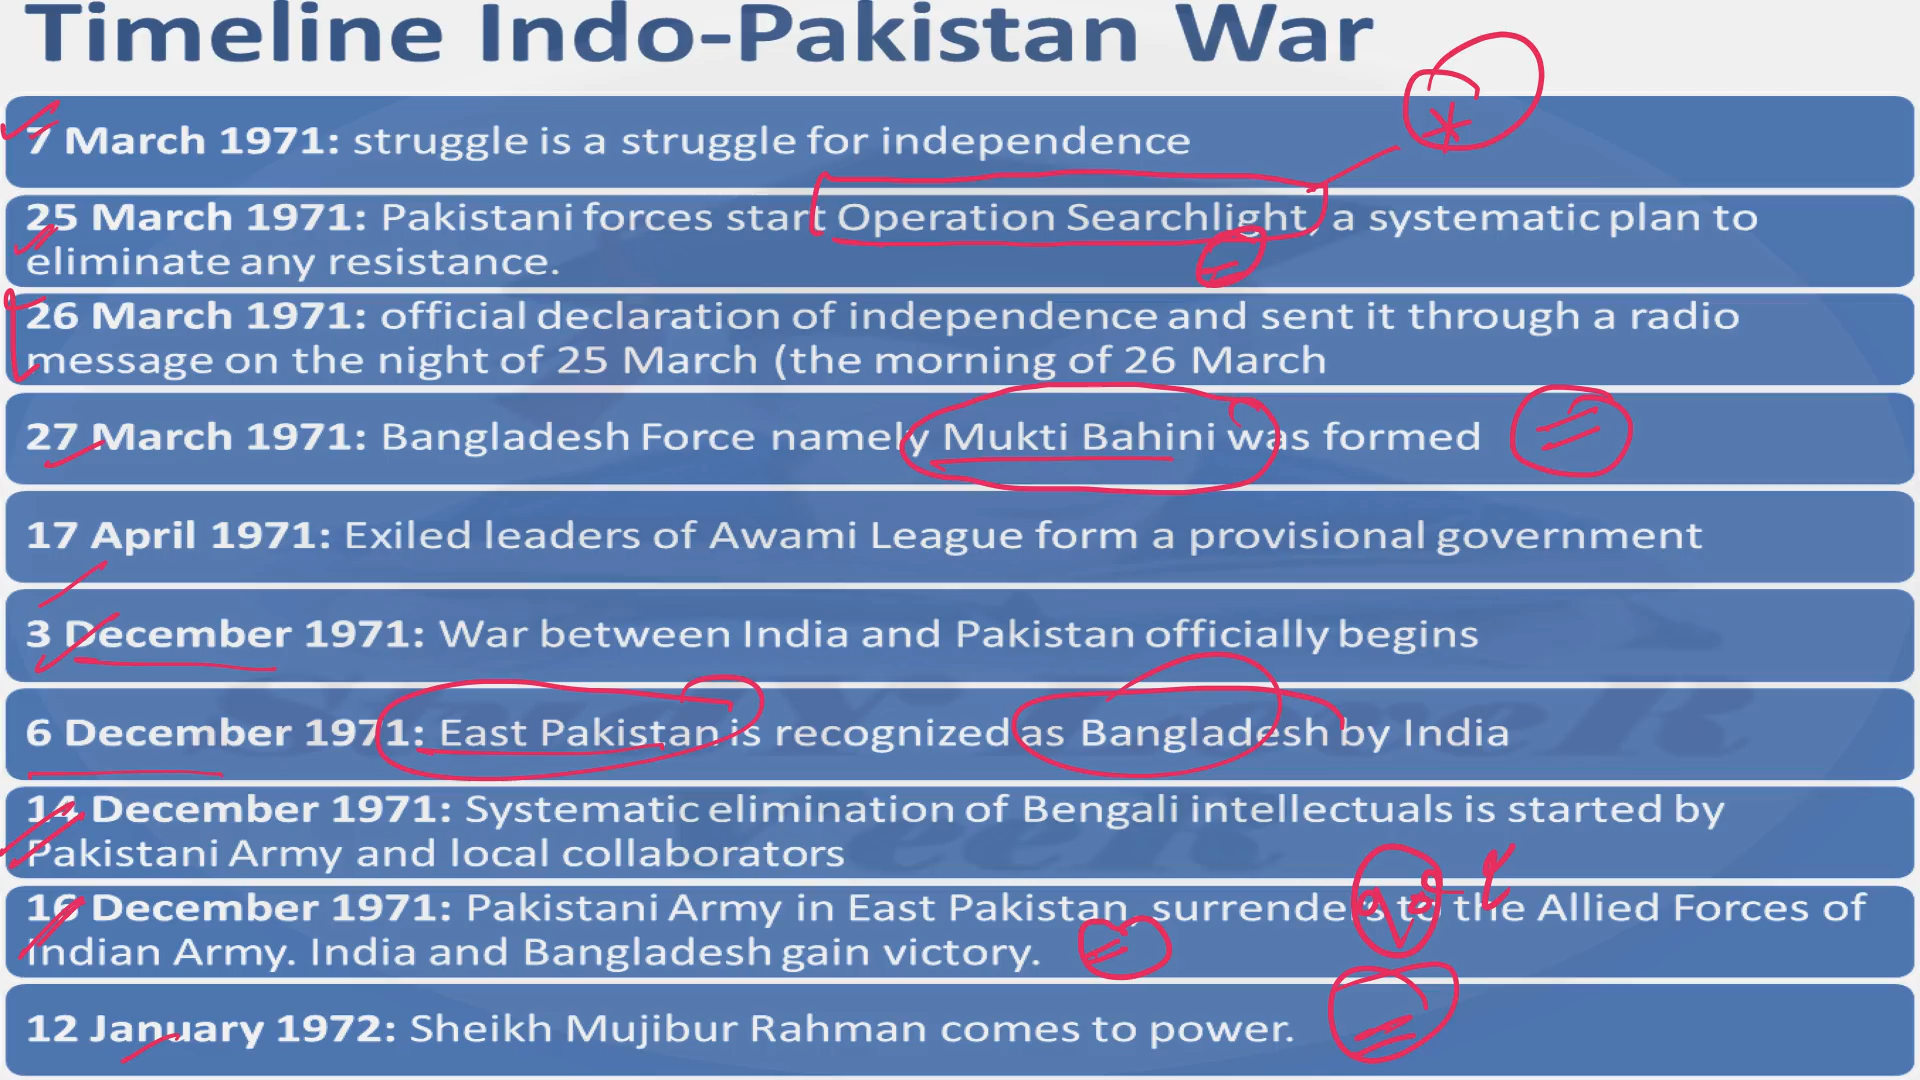 Timeline Indo-Pakistan War
7 March 1971: struggle is a struggle for independence
25 March 1971: Pakistani forces start Operation Searchlight, a systematic plan to
eliminate any resistance.
26 March 1971: official declaration of independence and sent it through a radio
message on the night of 25 March (the morning of 26 March
27 March 1971: Bangladesh Force namely Mukti Bahini was formed
17 April 1971: Exiled leaders of Awami League form a provisional government
3 December 1971: War between India and Pakistan officially begins
6 December 1971: East Pakistan is recognized as Bangladesh by India
14 December 1971: Systematic elimination of Bengali intellectuals is started by
Pakistani Army and local collaborators
16 December 1971: Pakistani Army in East Pakistan, surrenders to the Allied Forces of
Indian Army. India and Bangladesh gain victory.
12 January 1972: Sheikh Mujibur Rahman comes to power.